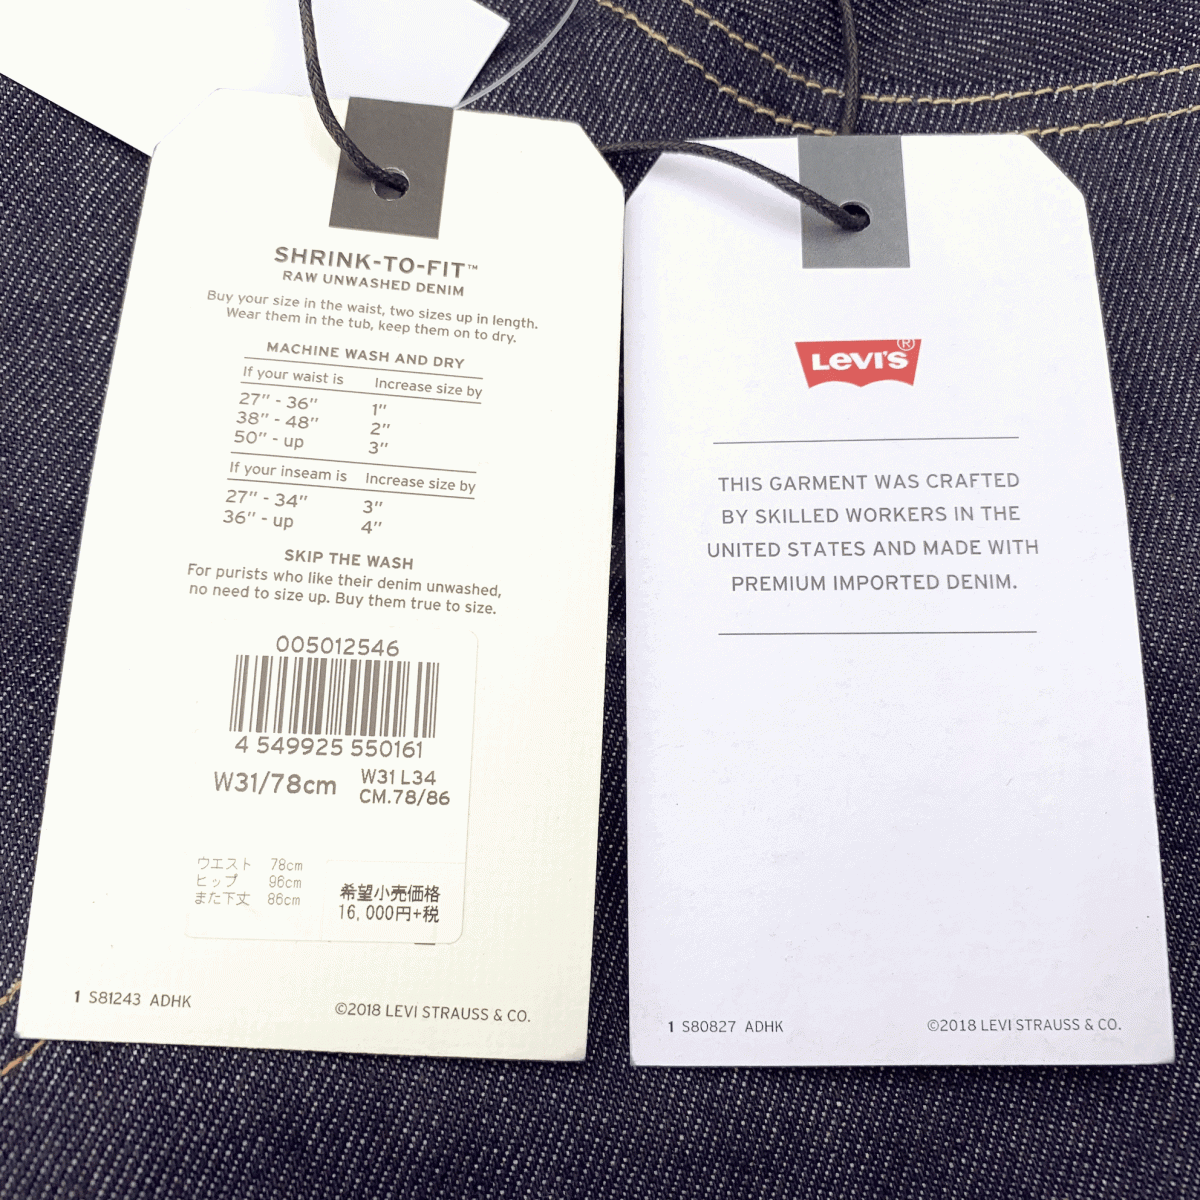 SHRINK-TO-FIT™
RAW UNWASHED DENIM
Buy your size in the waist, two sizes up in length.
Wear them in the tub, keep them on to dry.
MACHINE WASH AND DRY
If your waist is Increase size by
27" - 36" 1"
38" - 48" 2"
50" - up 3"
If your inseam is Increase size by
27" - 34" 3"
36" - up 4"
SKIP THE WASH
For purists who like their denim unwashed,
no need to size up. Buy them true to size.
005012546
4 549925 550161
W31/78cm W31 L34
CM.78/86
ウエスト 78cm
ヒップ 96cm
また下丈 86cm
希望小売価格
16,000円+税
1 S81243 ADHK ©2018 LEVI STRAUSS & CO.
LEVI'S®
THIS GARMENT WAS CRAFTED
BY SKILLED WORKERS IN THE
UNITED STATES AND MADE WITH
PREMIUM IMPORTED DENIM.
1 S80827 ADHK ©2018 LEVI STRAUSS & CO.